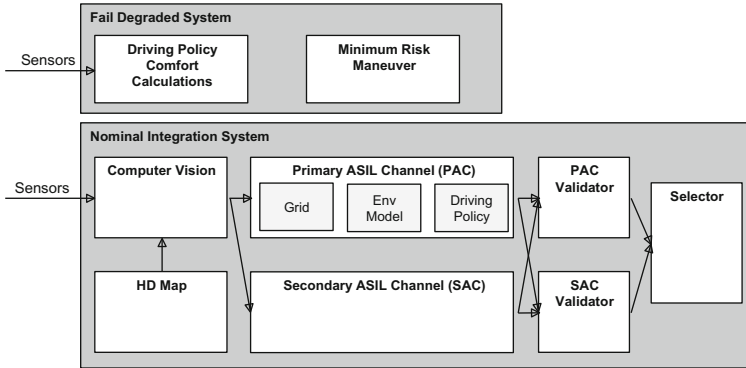 Fail Degraded System
Sensors
Driving Policy
Comfort
Calculations
Minimum Risk
Maneuver
Nominal Integration System
Sensors
Computer Vision
Primary ASIL Channel (PAC)
Grid
Env
Model
Driving
Policy
PAC
Validator
Selector
HD Map
Secondary ASIL Channel (SAC)
SAC
Validator